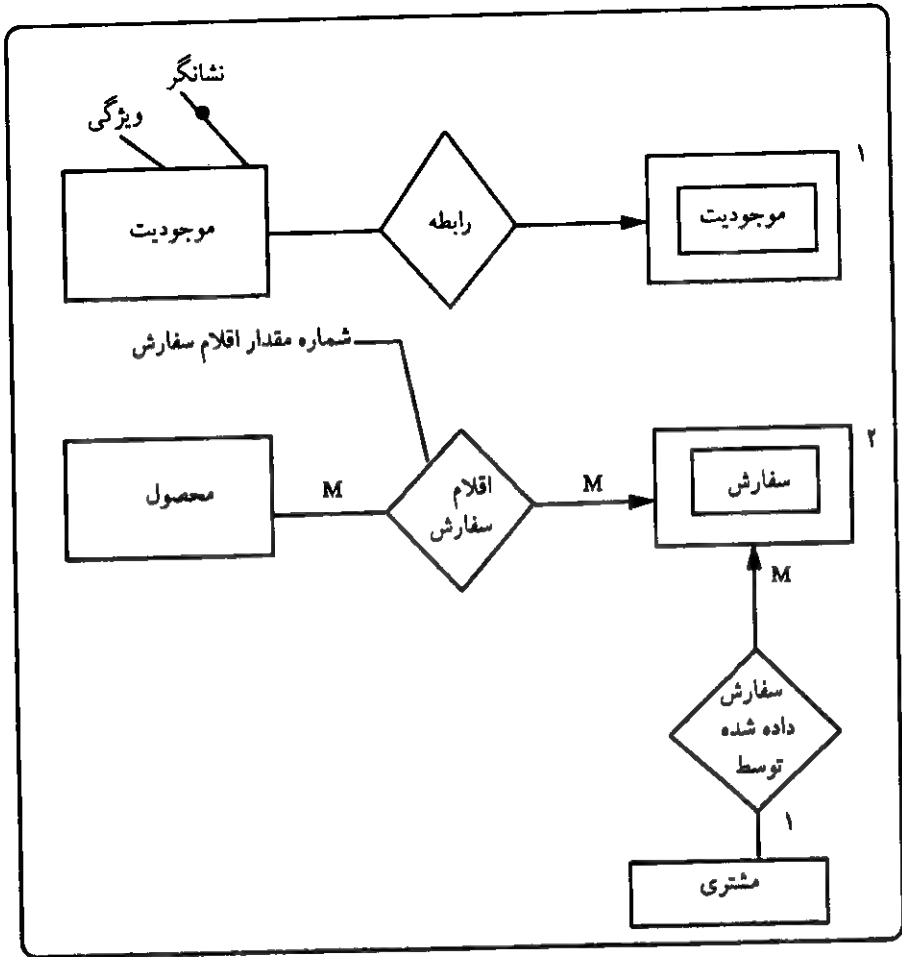 نشانگر
ویژگی
۱
موجودیت
رابطه
موجودیت
شماره مقدار اقلام سفارش
۲
سفارش
M
اقلام
سفارش
M
محصول
M
سفارش
داده شده
توسط
۱
مشتری